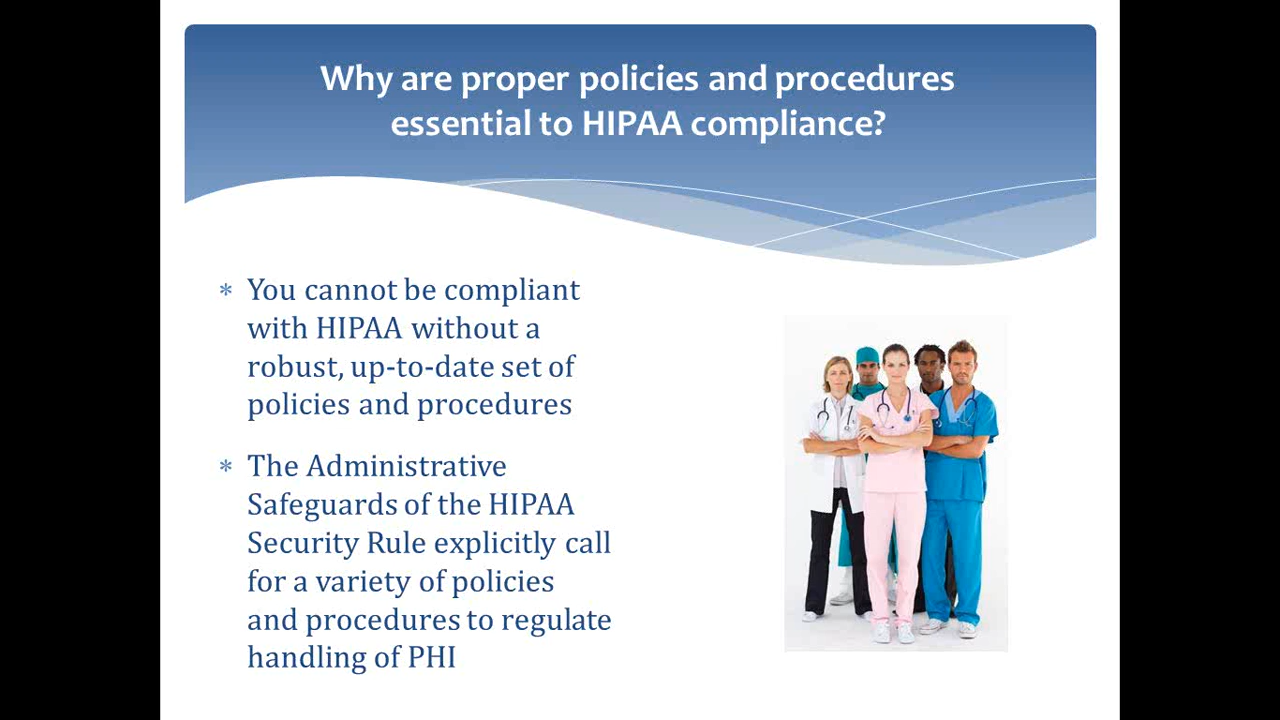 Why are proper policies and procedures
essential to HIPAA compliance?
* You cannot be compliant
with HIPAA without a
robust, up-to-date set of
policies and procedures
* The Administrative
Safeguards of the HIPAA
Security Rule explicitly call
for a variety of policies
and procedures to regulate
handling of PHI